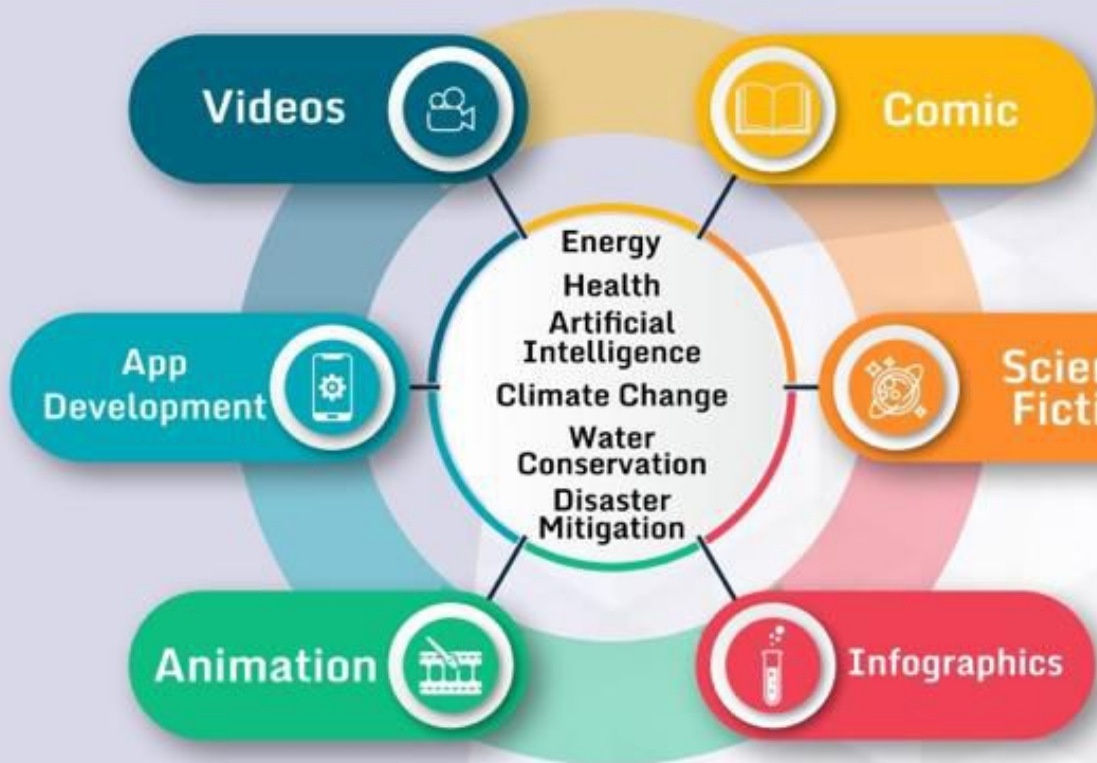 Videos
Comic
Energy
Health
Artificial
Intelligence
Climate Change
Water
Conservation
Disaster
Mitigation
App
Development
Animation
Infographics